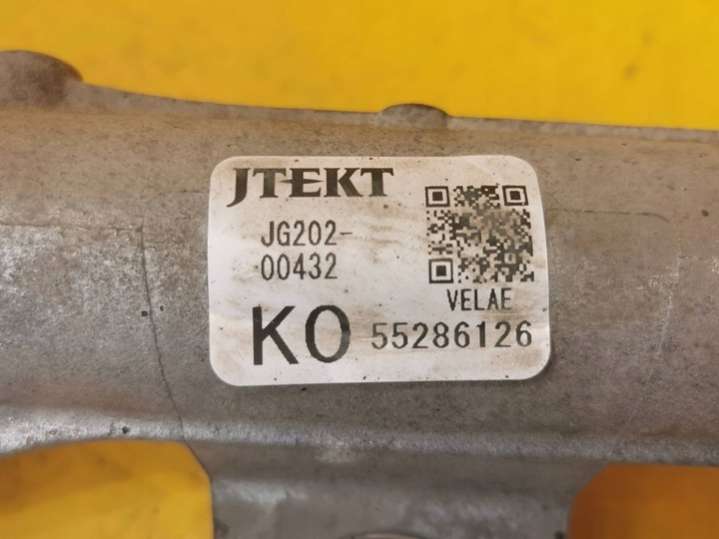 JTEKT
JG202-
00432
VELAE
KO 55286126